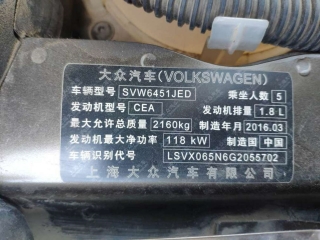 大众汽车(VOLKSWAGEN)
车辆型号 SVW6451JED 乘坐人数 5
发动机型号 CEA 发动机排量 1.8 L
最大允许总质量 2160kg 制造年月 2016.03
发动机最大净功率 118 kW 制造国 中国
车辆识别代号 LSVX065N6G2055702
上海大众汽车有限公司